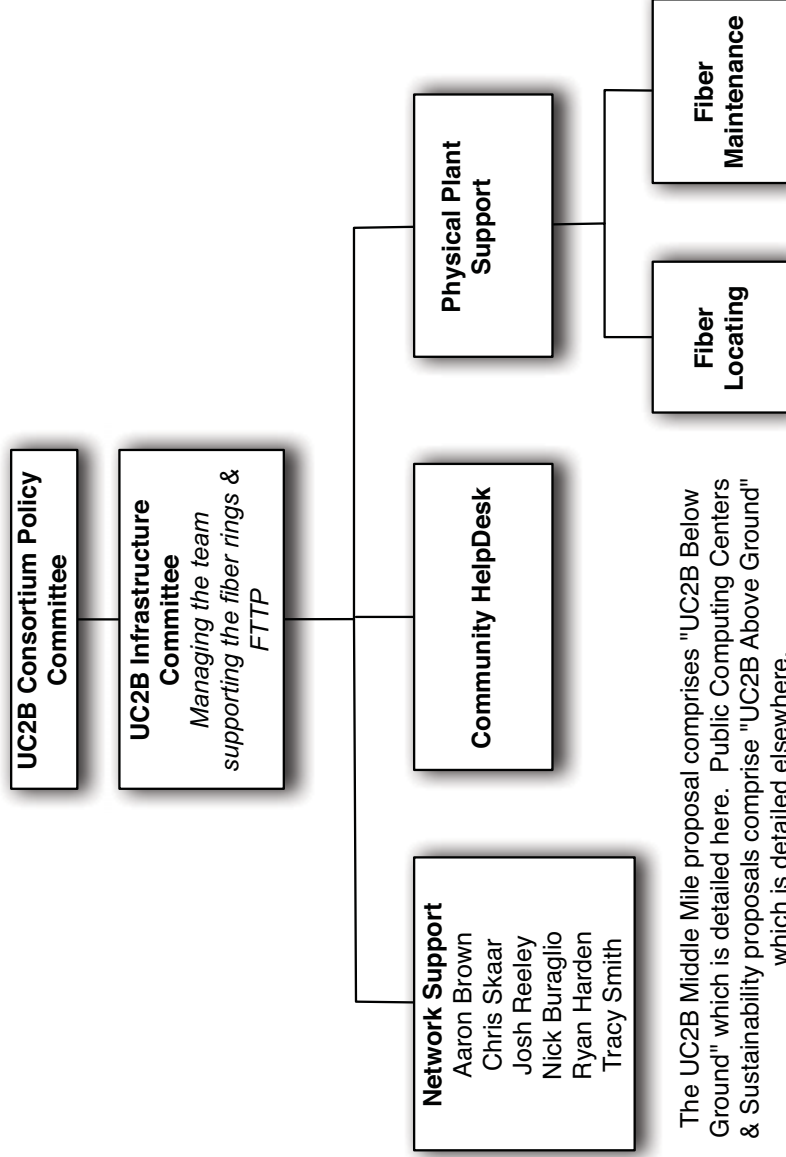 UC2B Consortium Policy
Committee
UC2B Infrastructure
Committee
Managing the team
supporting the fiber rings &
FTTP
Network Support
Aaron Brown
Chris Skaar
Josh Reeley
Nick Buraglio
Ryan Harden
Tracy Smith
Community HelpDesk
Physical Plant
Support
Fiber
Locating
Fiber
Maintenance
The UC2B Middle Mile proposal comprises "UC2B Below
Ground" which is detailed here.  Public Computing Centers
& Sustainability proposals comprise "UC2B Above Ground"
which is detailed elsewhere.